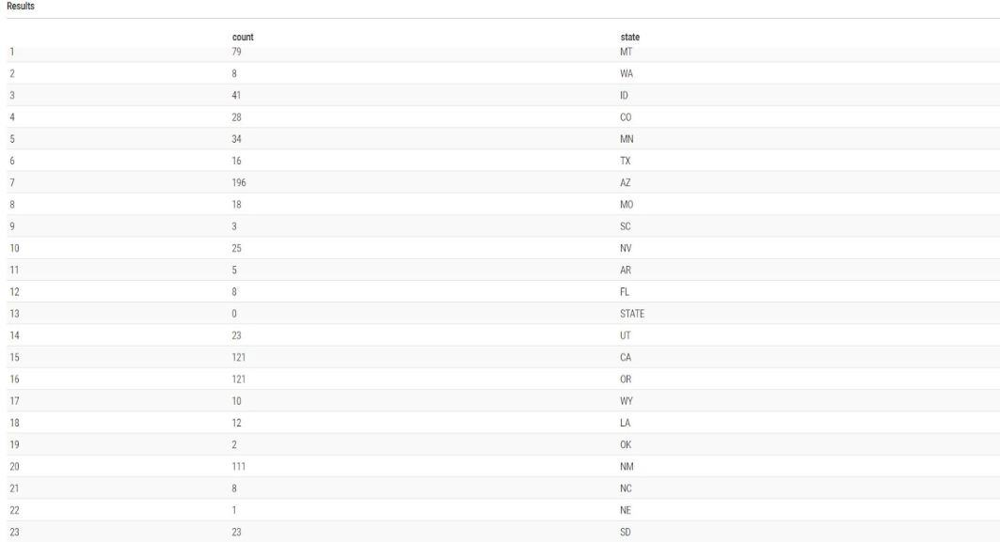 Results
count state
1 79 MT
2 8 WA
3 41 ID
4 28 CO
5 34 MN
6 16 TX
7 196 AZ
8 18 MO
9 3 SC
10 25 NV
11 5 AR
12 8 FL
13 0 STATE
14 23 UT
15 121 CA
16 121 OR
17 10 WY
18 12 LA
19 2 OK
20 111 NM
21 8 NC
22 1 NE
23 23 SD